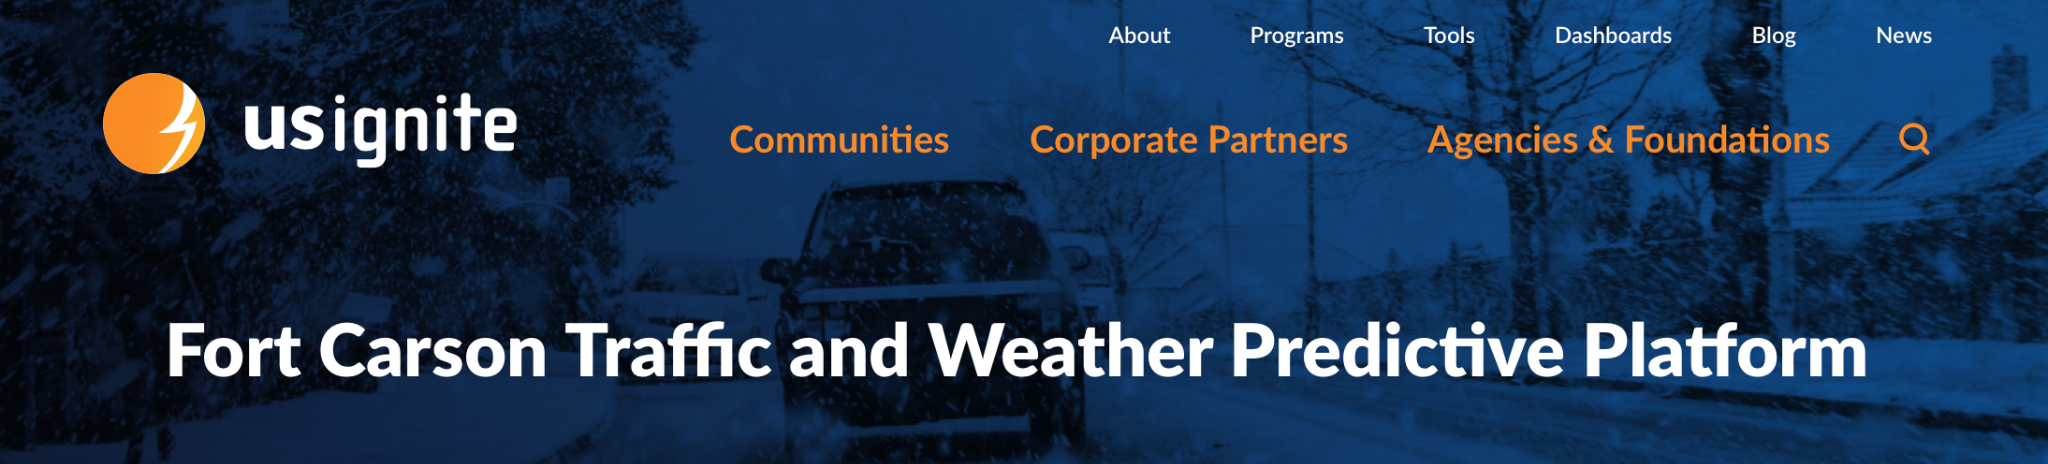 About Programs Tools Dashboards Blog News
usignite
Communities Corporate Partners Agencies & Foundations
Fort Carson Traffic and Weather Predictive Platform